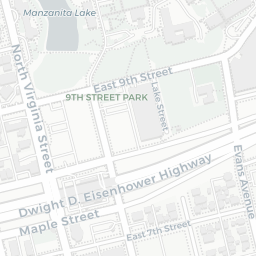 Manzanita Lake
East 9th Street
9TH STREET PARK
North Virginia Street
Lake Street
Evans Avenue
Dwight D. Eisenhower Highway
Maple Street
East 7th Street